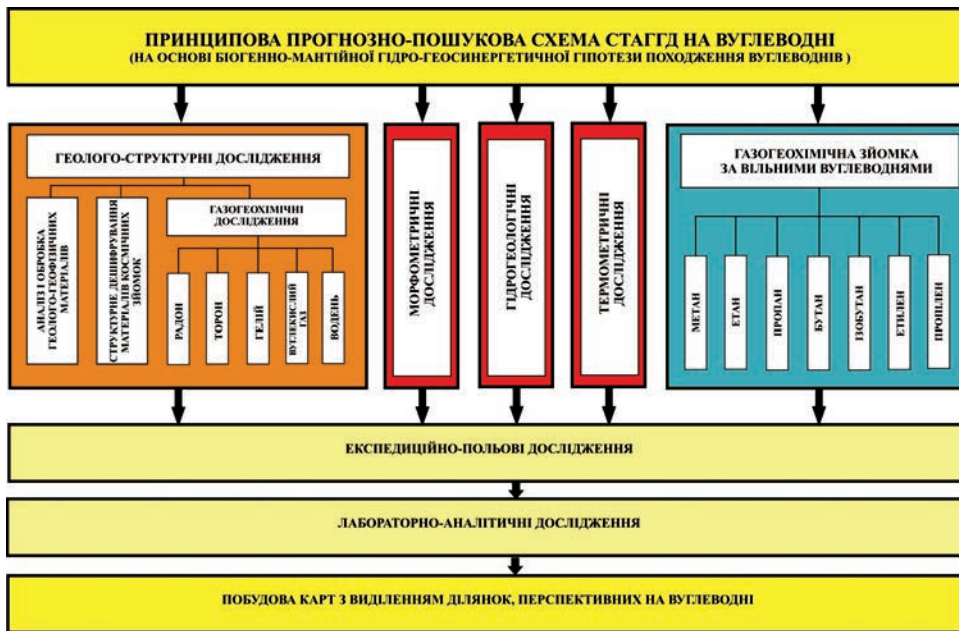 ПРИНЦИПОВА ПРОГНОЗНО-ПОШУКОВА СХЕМА СТАГГД НА ВУГЛЕВОДНІ
(НА ОСНОВІ БІОГЕННО-МАНТІЙНОЇ ГІДРО-ГЕОСИНЕРГЕТИЧНОЇ ГІПОТЕЗИ ПОХОДЖЕННЯ ВУГЛЕВОДНІВ )
ГЕОЛОГО-СТРУКТУРНІ ДОСЛІДЖЕННЯ
АНАЛІЗ І ОБРОБКА
ГЕОЛОГО-ГЕОФІЗИЧНИХ
МАТЕРІАЛІВ
СТРУКТУРНЕ ДЕШИФРУВАННЯ
МАТЕРІАЛІВ КОСМІЧНИХ
ЗЙОМОК
ГАЗОГЕОХІМІЧНІ
ДОСЛІДЖЕННЯ
РАДОН
ТОРОН
ГЕЛІЙ
ВУГЛЕКИСЛИЙ
ГАЗ
ВОДЕНЬ
МОРФОМЕТРИЧНІ
ДОСЛІДЖЕННЯ
ГІДРОГЕОЛОГІЧНІ
ДОСЛІДЖЕННЯ
ТЕРМОМЕТРИЧНІ
ДОСЛІДЖЕННЯ
ГАЗОГЕОХІМІЧНА ЗЙОМКА
ЗА ВІЛЬНИМИ ВУГЛЕВОДНЯМИ
МЕТАН
ЕТАН
ПРОПАН
БУТАН
ІЗОБУТАН
ЕТИЛЕН
ПРОПІЛЕН
ЕКСПЕДИЦІЙНО-ПОЛЬОВІ ДОСЛІДЖЕННЯ
ЛАБОРАТОРНО-АНАЛІТИЧНІ ДОСЛІДЖЕННЯ
ПОБУДОВА КАРТ З ВИДІЛЕННЯМ ДІЛЯНОК, ПЕРСПЕКТИВНИХ НА ВУГЛЕВОДНІ